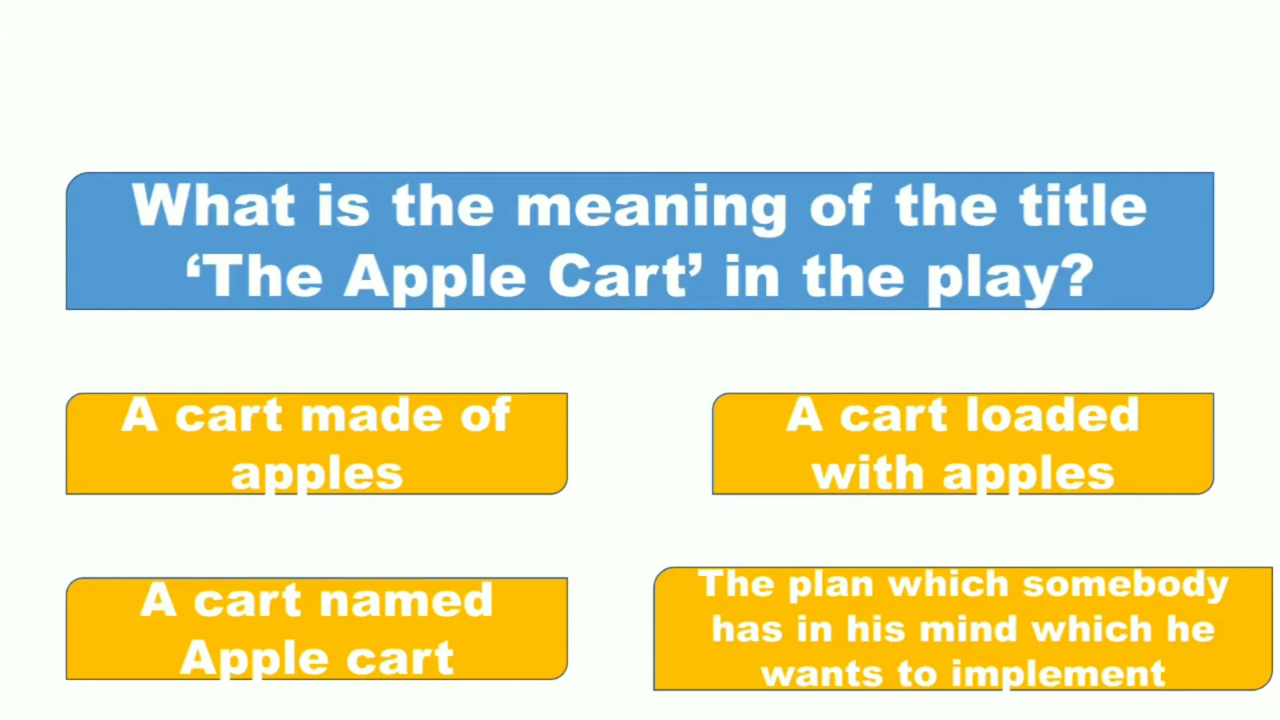 What is the meaning of the title
‘The Apple Cart’ in the play?
A cart made of
apples
A cart loaded
with apples
A cart named
Apple cart
The plan which somebody
has in his mind which he
wants to implement